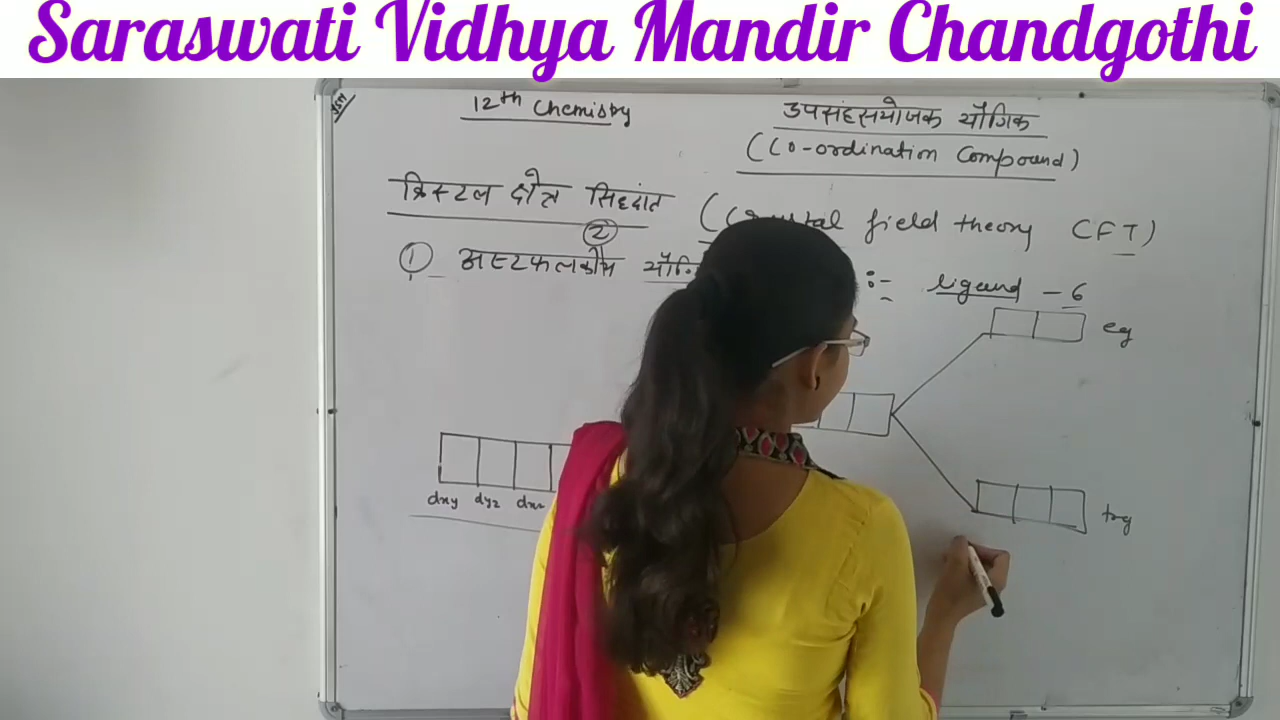 Saraswati Vidhya Mandir Chandgothi
12th Chemistry
उपसहसंयोजक यौगिक
(Co-ordination Compound)
क्रिस्टल क्षेत्र सिद्दांत
field theory CFT)
②
① अष्टफलकीय
:- ligand - 6
eg
dxy dyz
t2g